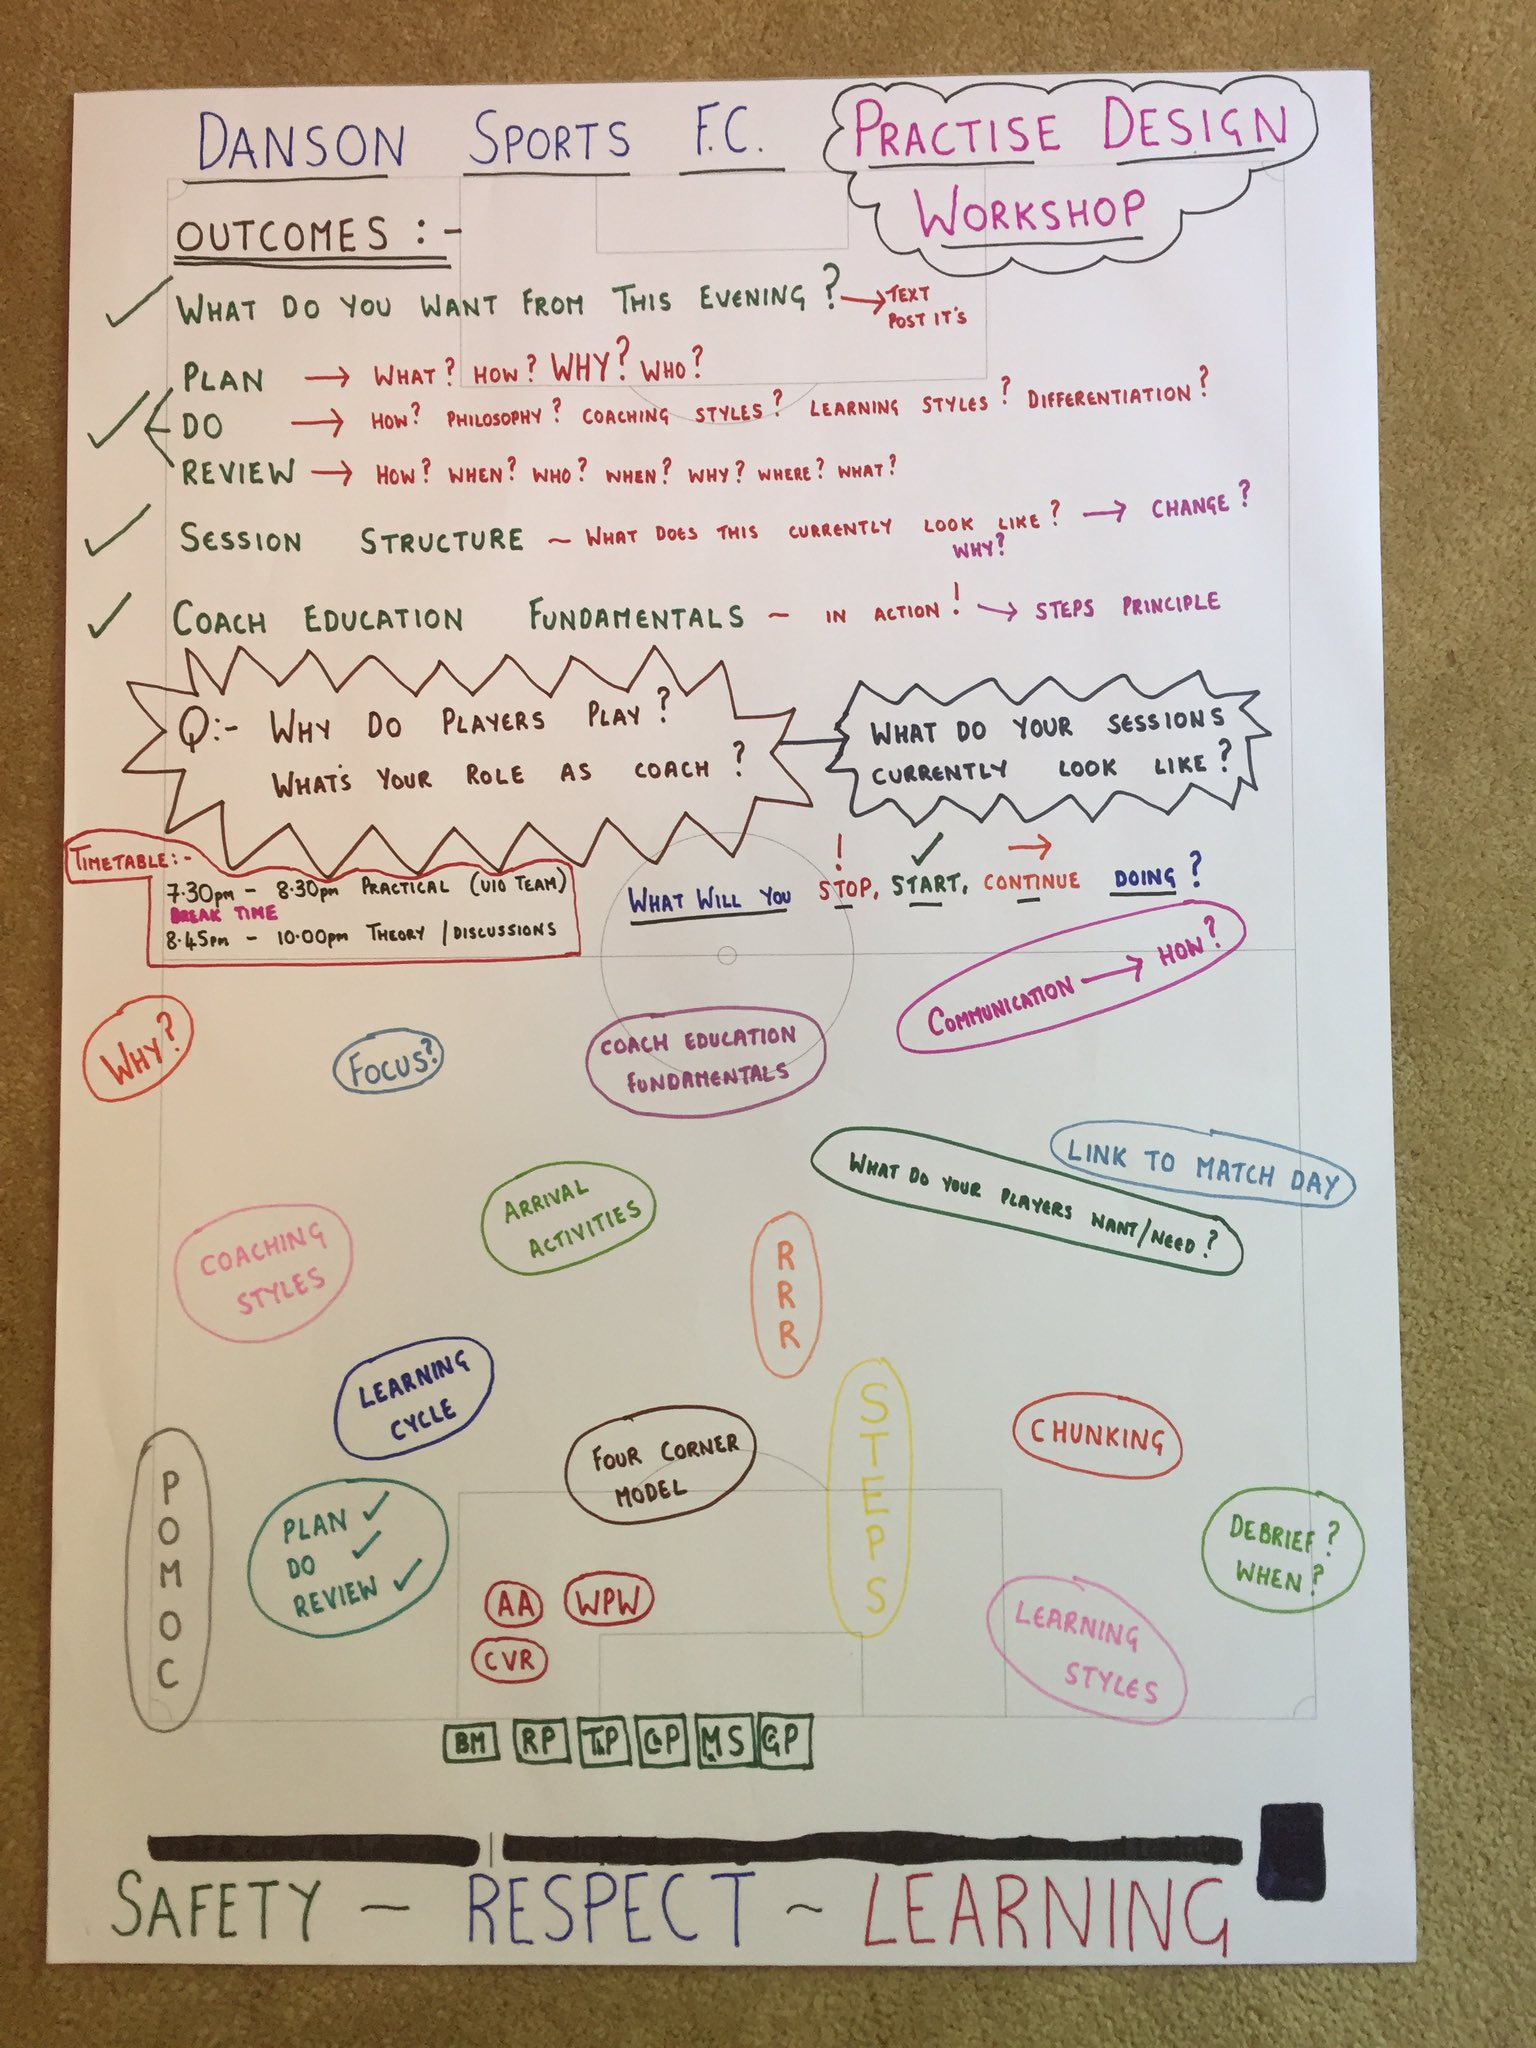 DANSON SPORTS F.C.
PRACTISE DESIGN
WORKSHOP
OUTCOMES :-
WHAT DO YOU WANT FROM THIS EVENING? → TEXT
POST IT'S
PLAN → WHAT? HOW? WHY? WHO?
DO → HOW? PHILOSOPHY? COACHING STYLES? LEARNING STYLES? DIFFERENTIATION?
REVIEW → HOW? WHEN? WHO? WHEN? WHY? WHERE? WHAT?
SESSION STRUCTURE ~ WHAT DOES THIS CURRENTLY LOOK LIKE? → CHANGE?
WHY?
COACH EDUCATION FUNDAMENTALS ~ IN ACTION! → STEPS PRINCIPLE
Q:- WHY DO PLAYERS PLAY?
WHAT'S YOUR ROLE AS COACH?
WHAT DO YOUR SESSIONS
CURRENTLY LOOK LIKE?
TIMETABLE:-
7.30pm - 8.30pm PRACTICAL (U10 TEAM)
BREAK TIME
8.45pm - 10.00pm THEORY / DISCUSSIONS
! ✓ →
WHAT WILL YOU STOP, START, CONTINUE DOING?
COMMUNICATION → HOW?
WHY?
FOCUS?
COACH EDUCATION
FUNDAMENTALS
LINK TO MATCH DAY
WHAT DO YOUR PLAYERS WANT/NEED?
ARRIVAL
ACTIVITIES
COACHING
STYLES
R
R
R
LEARNING
CYCLE
FOUR CORNER
MODEL
S
T
E
P
S
CHUNKING
P
O
M
O
C
PLAN ✓
DO ✓
REVIEW ✓
DEBRIEF?
WHEN?
AA WPW
CVR
LEARNING
STYLES
BM RP MS
SAFETY ~ RESPECT ~ LEARNING